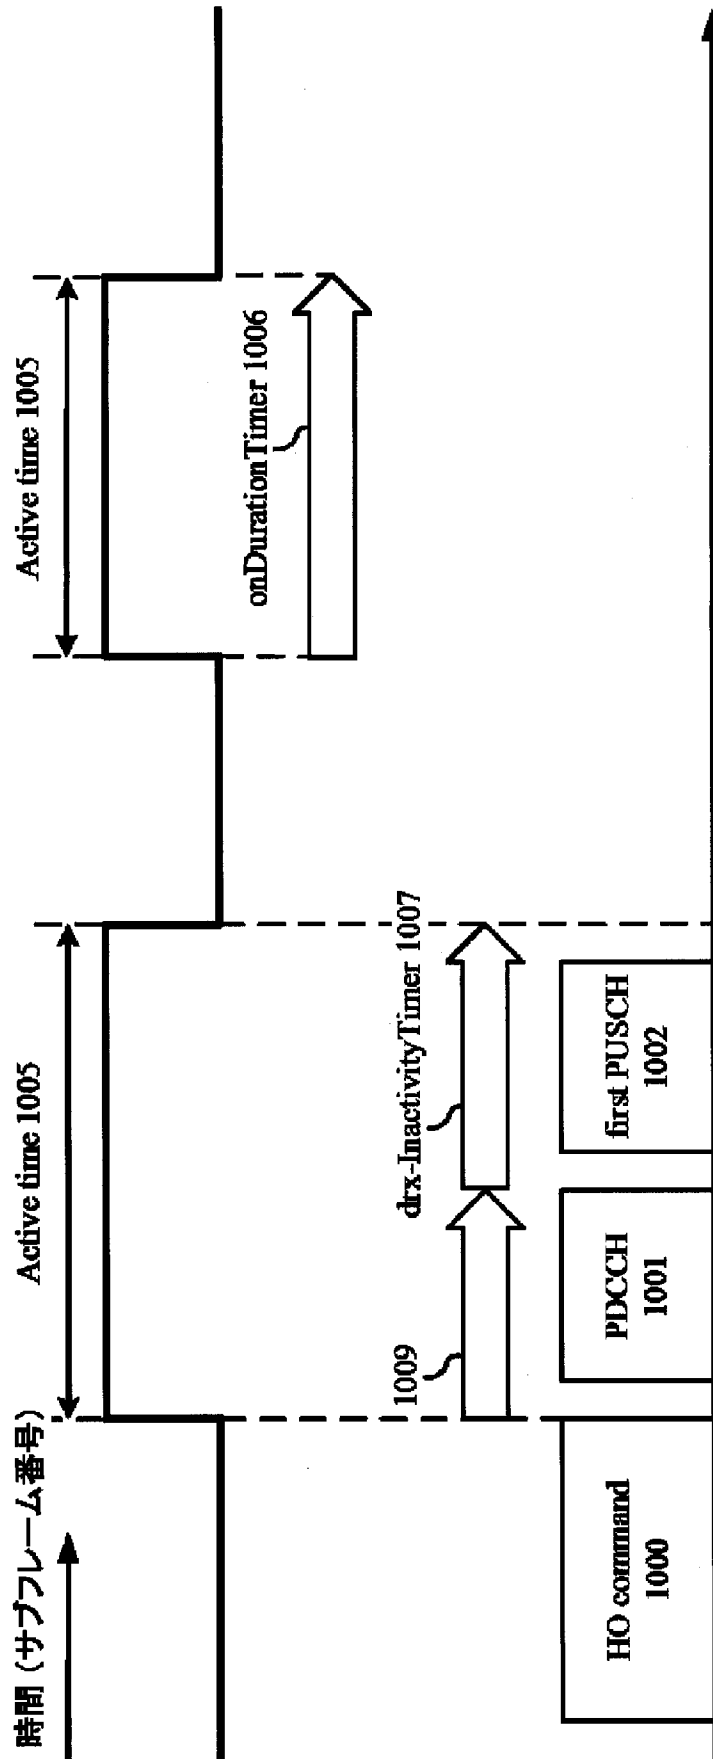 時間 (サブフレーム番号)
Active time 1005
Active time 1005
onDurationTimer 1006
drx-InactivityTimer 1007
1009
HO command
1000
PDCCH
1001
first PUSCH
1002